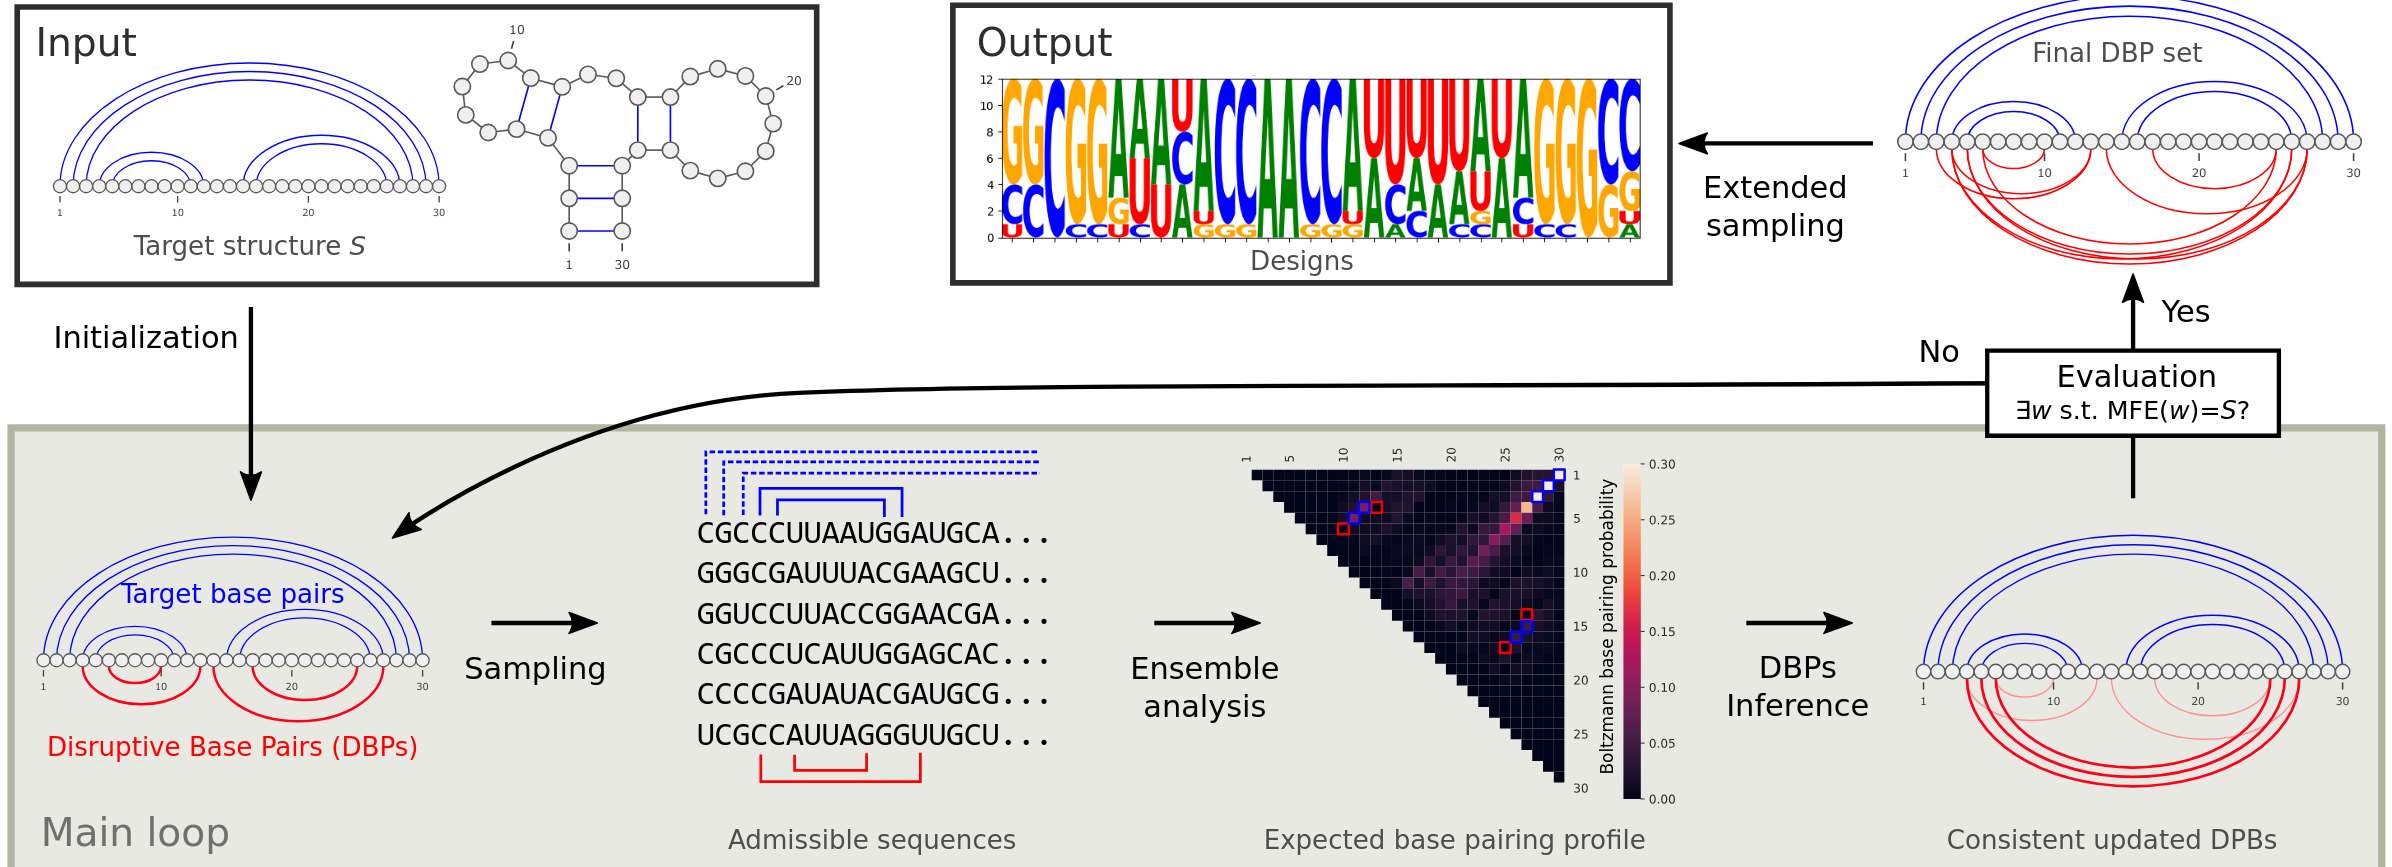 Input
1
10
20
30
Target structure S
10
20
1
30
Output
12
10
8
6
4
2
0
Designs
Extended
sampling
Final DBP set
1
10
20
30
Initialization
No
Yes
Evaluation
∃w s.t. MFE(w)=S?
Target base pairs
1
10
20
30
Disruptive Base Pairs (DBPs)
Main loop
Sampling
CGCCCUUAAUGGAUGCA...
GGGCGAUUUACGAAGCU...
GGUCCUUACCGGAACGA...
CGCCCUCAUUGGAGCAC...
CCCCGAUAUACGAUGCG...
UCGCCAUUAGGGUUGCU...
Admissible sequences
Ensemble
analysis
1
5
10
15
20
25
30
1
5
10
15
20
25
30
Boltzmann base pairing probability
0.30
0.25
0.20
0.15
0.10
0.05
0.00
Expected base pairing profile
DBPs
Inference
1
10
20
30
Consistent updated DPBs